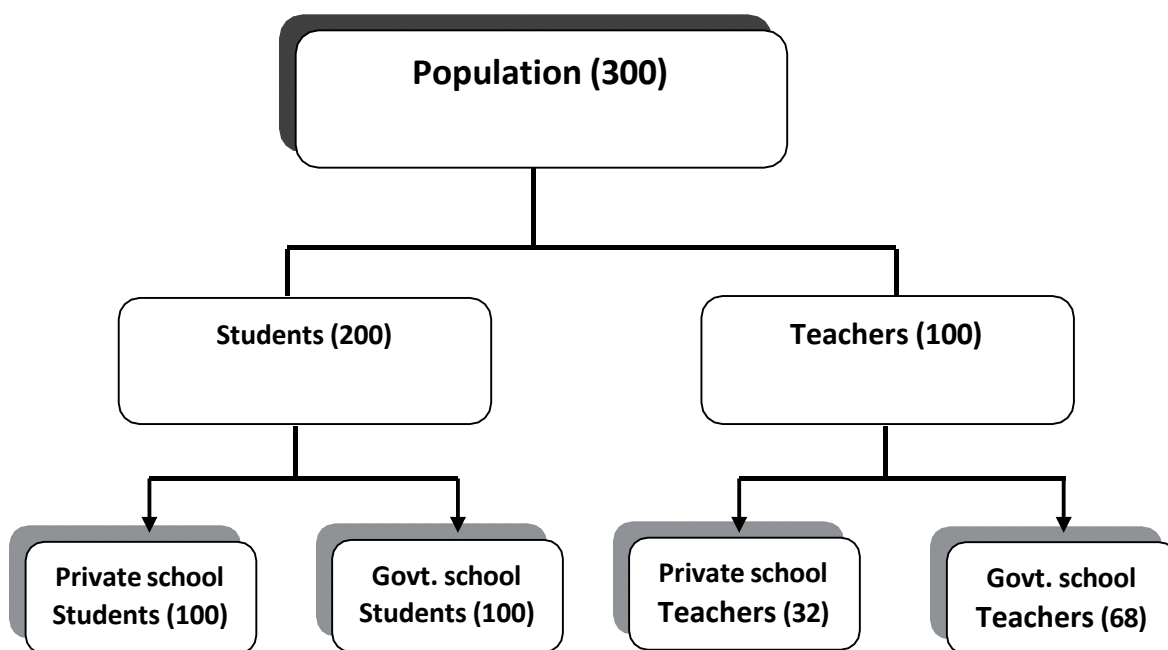 Population (300)
Students (200)
Teachers (100)
Private school
Students (100)
Govt. school
Students (100)
Private school
Teachers (32)
Govt. school
Teachers (68)